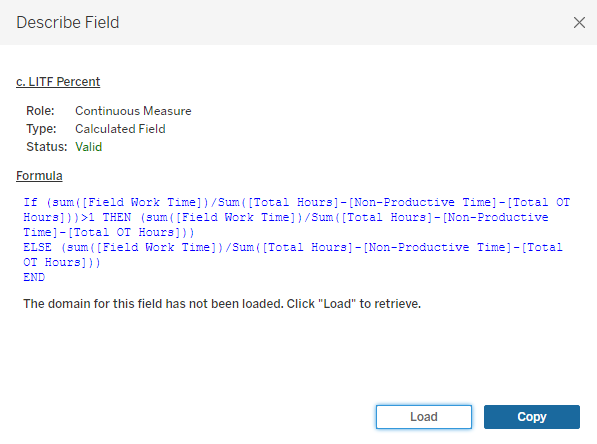 Describe Field
c. LITF Percent
Role: Continuous Measure
Type: Calculated Field
Status: Valid
Formula
If (sum([Field Work Time])/Sum([Total Hours]-[Non-Productive Time]-[Total OT
Hours]))>1 THEN (sum([Field Work Time])/Sum([Total Hours]-[Non-Productive
Time]-[Total OT Hours]))
ELSE (sum([Field Work Time])/Sum([Total Hours]-[Non-Productive Time]-[Total
OT Hours]))
END
The domain for this field has not been loaded. Click "Load" to retrieve.
Load Copy